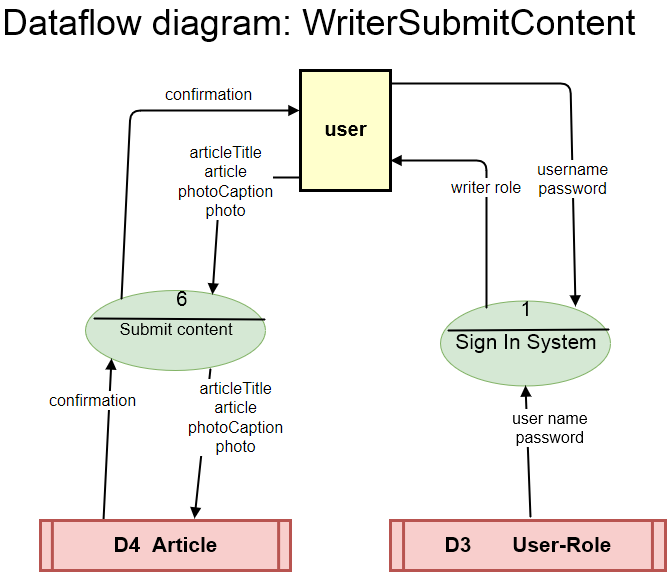 Dataflow diagram: WriterSubmitContent
confirmation
user
articleTitle
article
photoCaption
photo
writer role
username
password
6
Submit content
1
Sign In System
confirmation
articleTitle
article
photoCaption
photo
user name
password
D4 Article
D3 User-Role